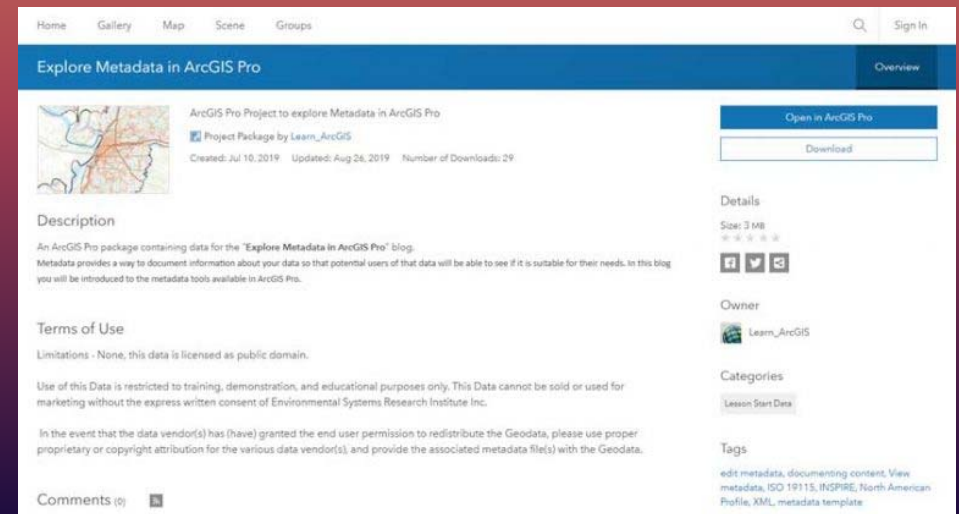 Home Gallery Map Scene Groups Sign In
Explore Metadata in ArcGIS Pro
Overview
ArcGIS Pro Project to explore Metadata in ArcGIS Pro
Project Package by Learn_ArcGIS
Created: Jul 10, 2019 Updated: Aug 26, 2019 Number of Downloads: 29
Description
An ArcGIS Pro package containing data for the "Explore Metadata in ArcGIS Pro" blog.
Metadata provides a way to document information about your data so that potential users of that data will be able to see if it is suitable for their needs. In this blog
you will be introduced to the metadata tools available in ArcGIS Pro.
Terms of Use
Limitations - None, this data is licensed as public domain.
Use of this Data is restricted to training, demonstration, and educational purposes only. This Data cannot be sold or used for
marketing without the express written consent of Environmental Systems Research Institute Inc.
In the event that the data vendor(s) has (have) granted the end user permission to redistribute the Geodata, please use proper
proprietary or copyright attribution for the various data vendor(s), and provide the associated metadata file(s) with the Geodata.
Comments (0)
Open in ArcGIS Pro
Download
Details
Size: 3 MB
Owner
Learn_ArcGIS
Categories
Lesson Start Data
Tags
edit metadata, documenting content, View
metadata, ISO 19115, INSPIRE, North American
Profile, XML, metadata template